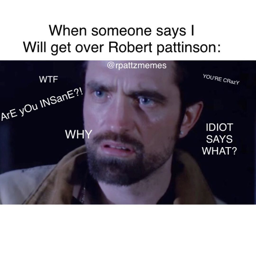 When someone says I
Will get over Robert pattinson:
@rpattzmemes
WTF
YOU'RE CRazY
ArE yOu INSanE?!
WHY
IDIOT
SAYS
WHAT?